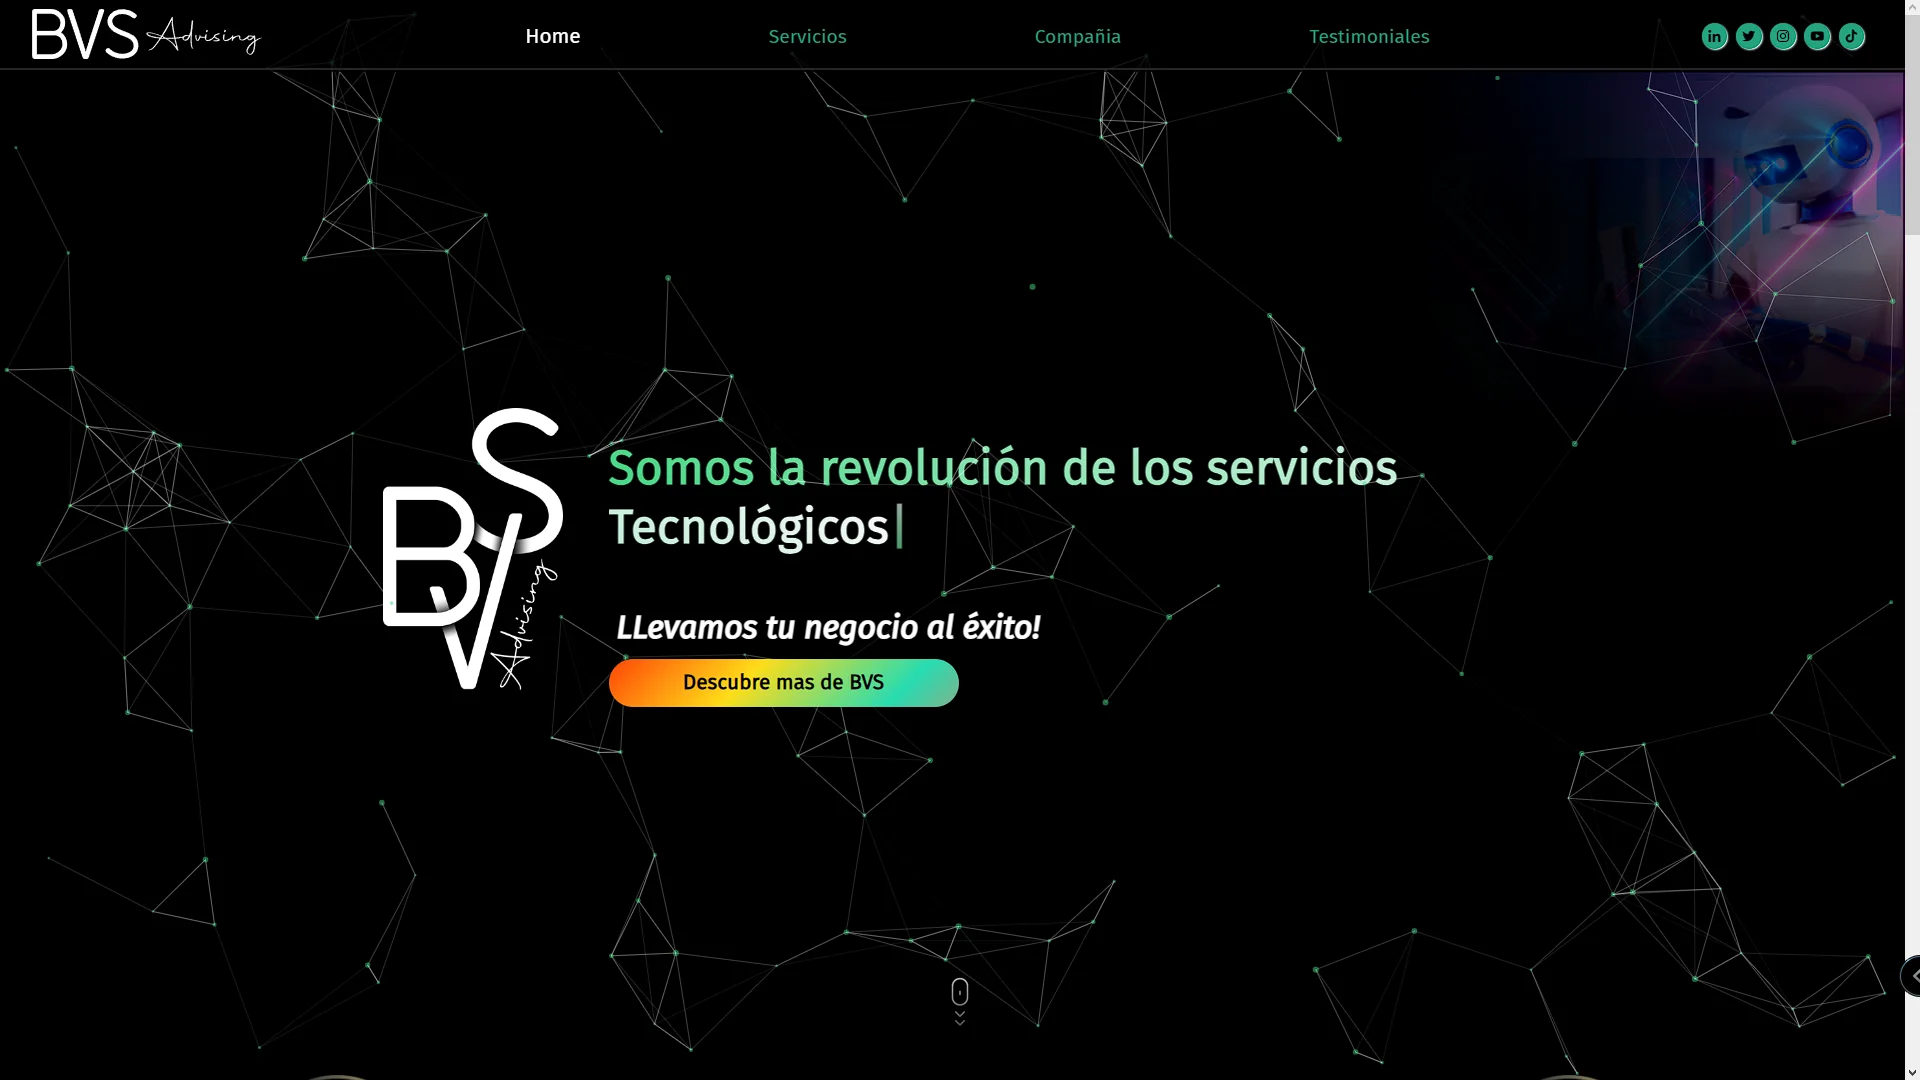 BVS Advising
Home
Servicios
Compañia
Testimoniales
Somos la revolución de los servicios
Tecnológicos
BVS
Advising
LLevamos tu negocio al éxito!
Descubre mas de BVS